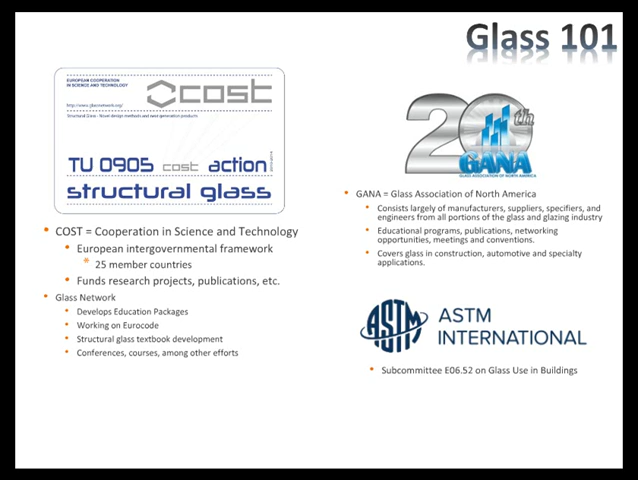 Glass 101
EUROPEAN COOPERATION
IN SCIENCE AND TECHNOLOGY
cost
http://www.glassnetwork.org/
Structural Glass - Novel design methods and next-generation products
TU 0905 cost action
structural glass
COST = Cooperation in Science and Technology
European intergovernmental framework
25 member countries
Funds research projects, publications, etc.
Glass Network
Develops Education Packages
Working on Eurocode
Structural glass textbook development
Conferences, courses, among other efforts
20th
GANA
GLASS ASSOCIATION OF NORTH AMERICA
GANA = Glass Association of North America
Consists largely of manufacturers, suppliers, specifiers, and
engineers from all portions of the glass and glazing industry
Educational programs, publications, networking
opportunities, meetings and conventions.
Covers glass in construction, automotive and specialty
applications.
ASTM
ASTM
INTERNATIONAL
Subcommittee E06.52 on Glass Use in Buildings